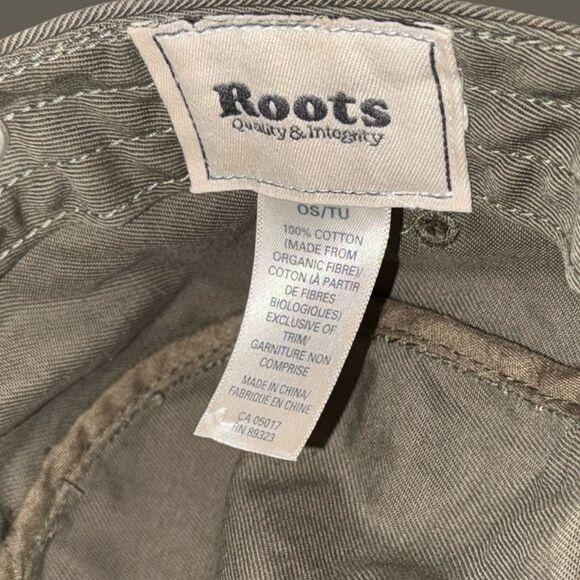 Roots
Quality & Integrity
OS/TU
100% COTTON
(MADE FROM
ORGANIC FIBRE)/
COTON (À PARTIR
DE FIBRES
BIOLOGIQUES)
EXCLUSIVE OF
TRIM/
GARNITURE NON
COMPRISE
MADE IN CHINA/
FABRIQUÉ EN CHINE
CA 05017
RN 89323